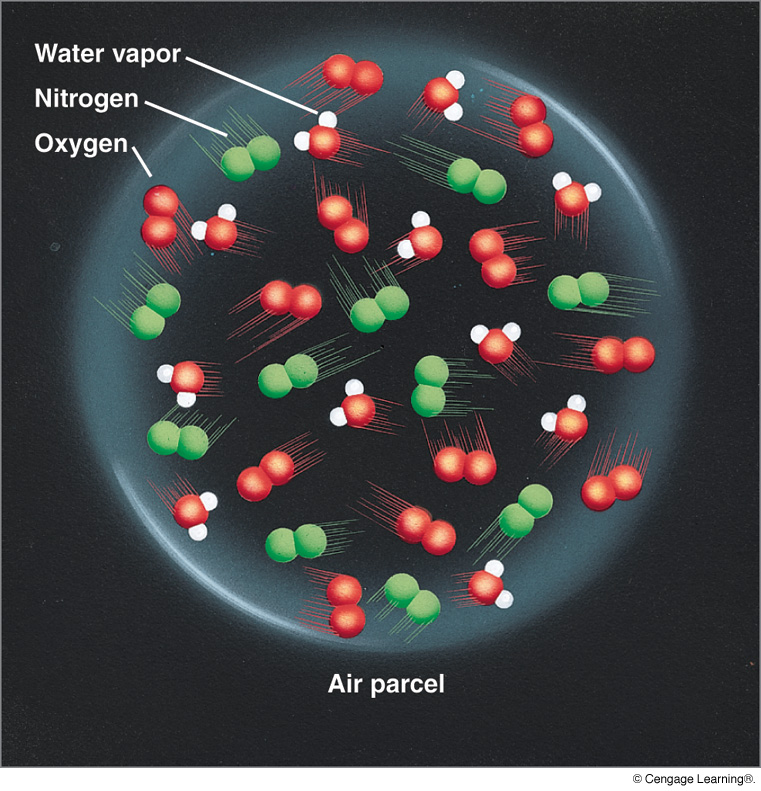 Water vapor
Nitrogen
Oxygen
Air parcel
© Cengage Learning®.